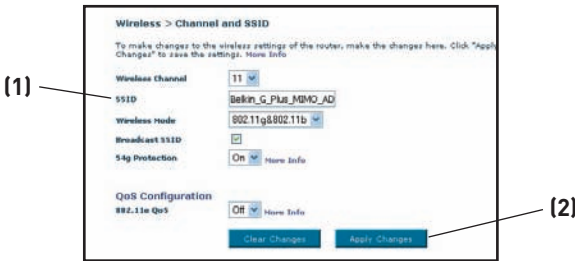 Wireless > Channel and SSID
To make changes to the wireless settings of the router, make the changes here. Click "Apply
Changes" to save the settings. More Info
Wireless Channel 11
(1)
SSID Belkin_G_Plus_MIMO_AD
Wireless Mode 802.11g&802.11b
Broadcast SSID
54g Protection On More Info
QoS Configuration
802.11e QoS Off More Info
(2)
Clear Changes Apply Changes